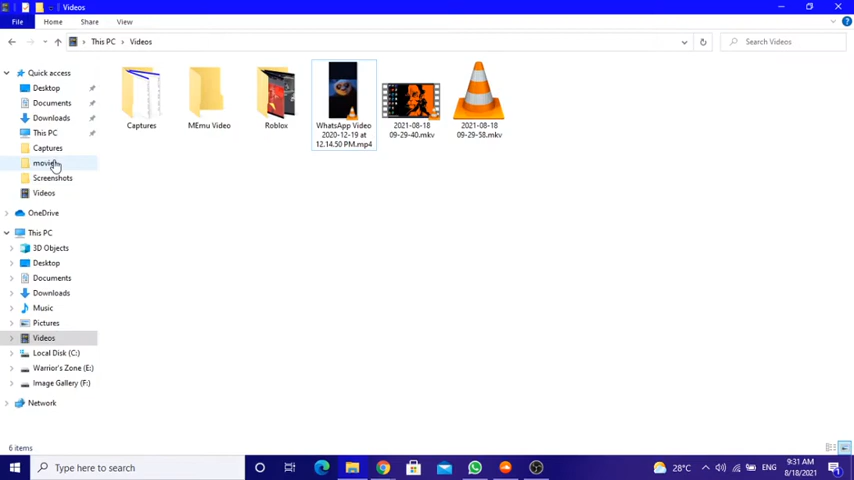 Videos
File
Home
Share
View
This PC
Videos
Search Videos
Quick access
Desktop
Documents
Downloads
This PC
Captures
Screenshots
Videos
OneDrive
This PC
3D Objects
Desktop
Documents
Downloads
Music
Pictures
Videos
Local Disk (C:)
Warrior's Zone (E:)
Image Gallery (F:)
Network
Captures
MEmu Video
Roblox
WhatsApp Video
2020-12-19 at
12.14.50 PM.mp4
2021-08-18
09-29-40.mkv
2021-08-18
09-29-58.mkv
6 items
Type here to search
28°C
ENG
9:31 AM
8/18/2021